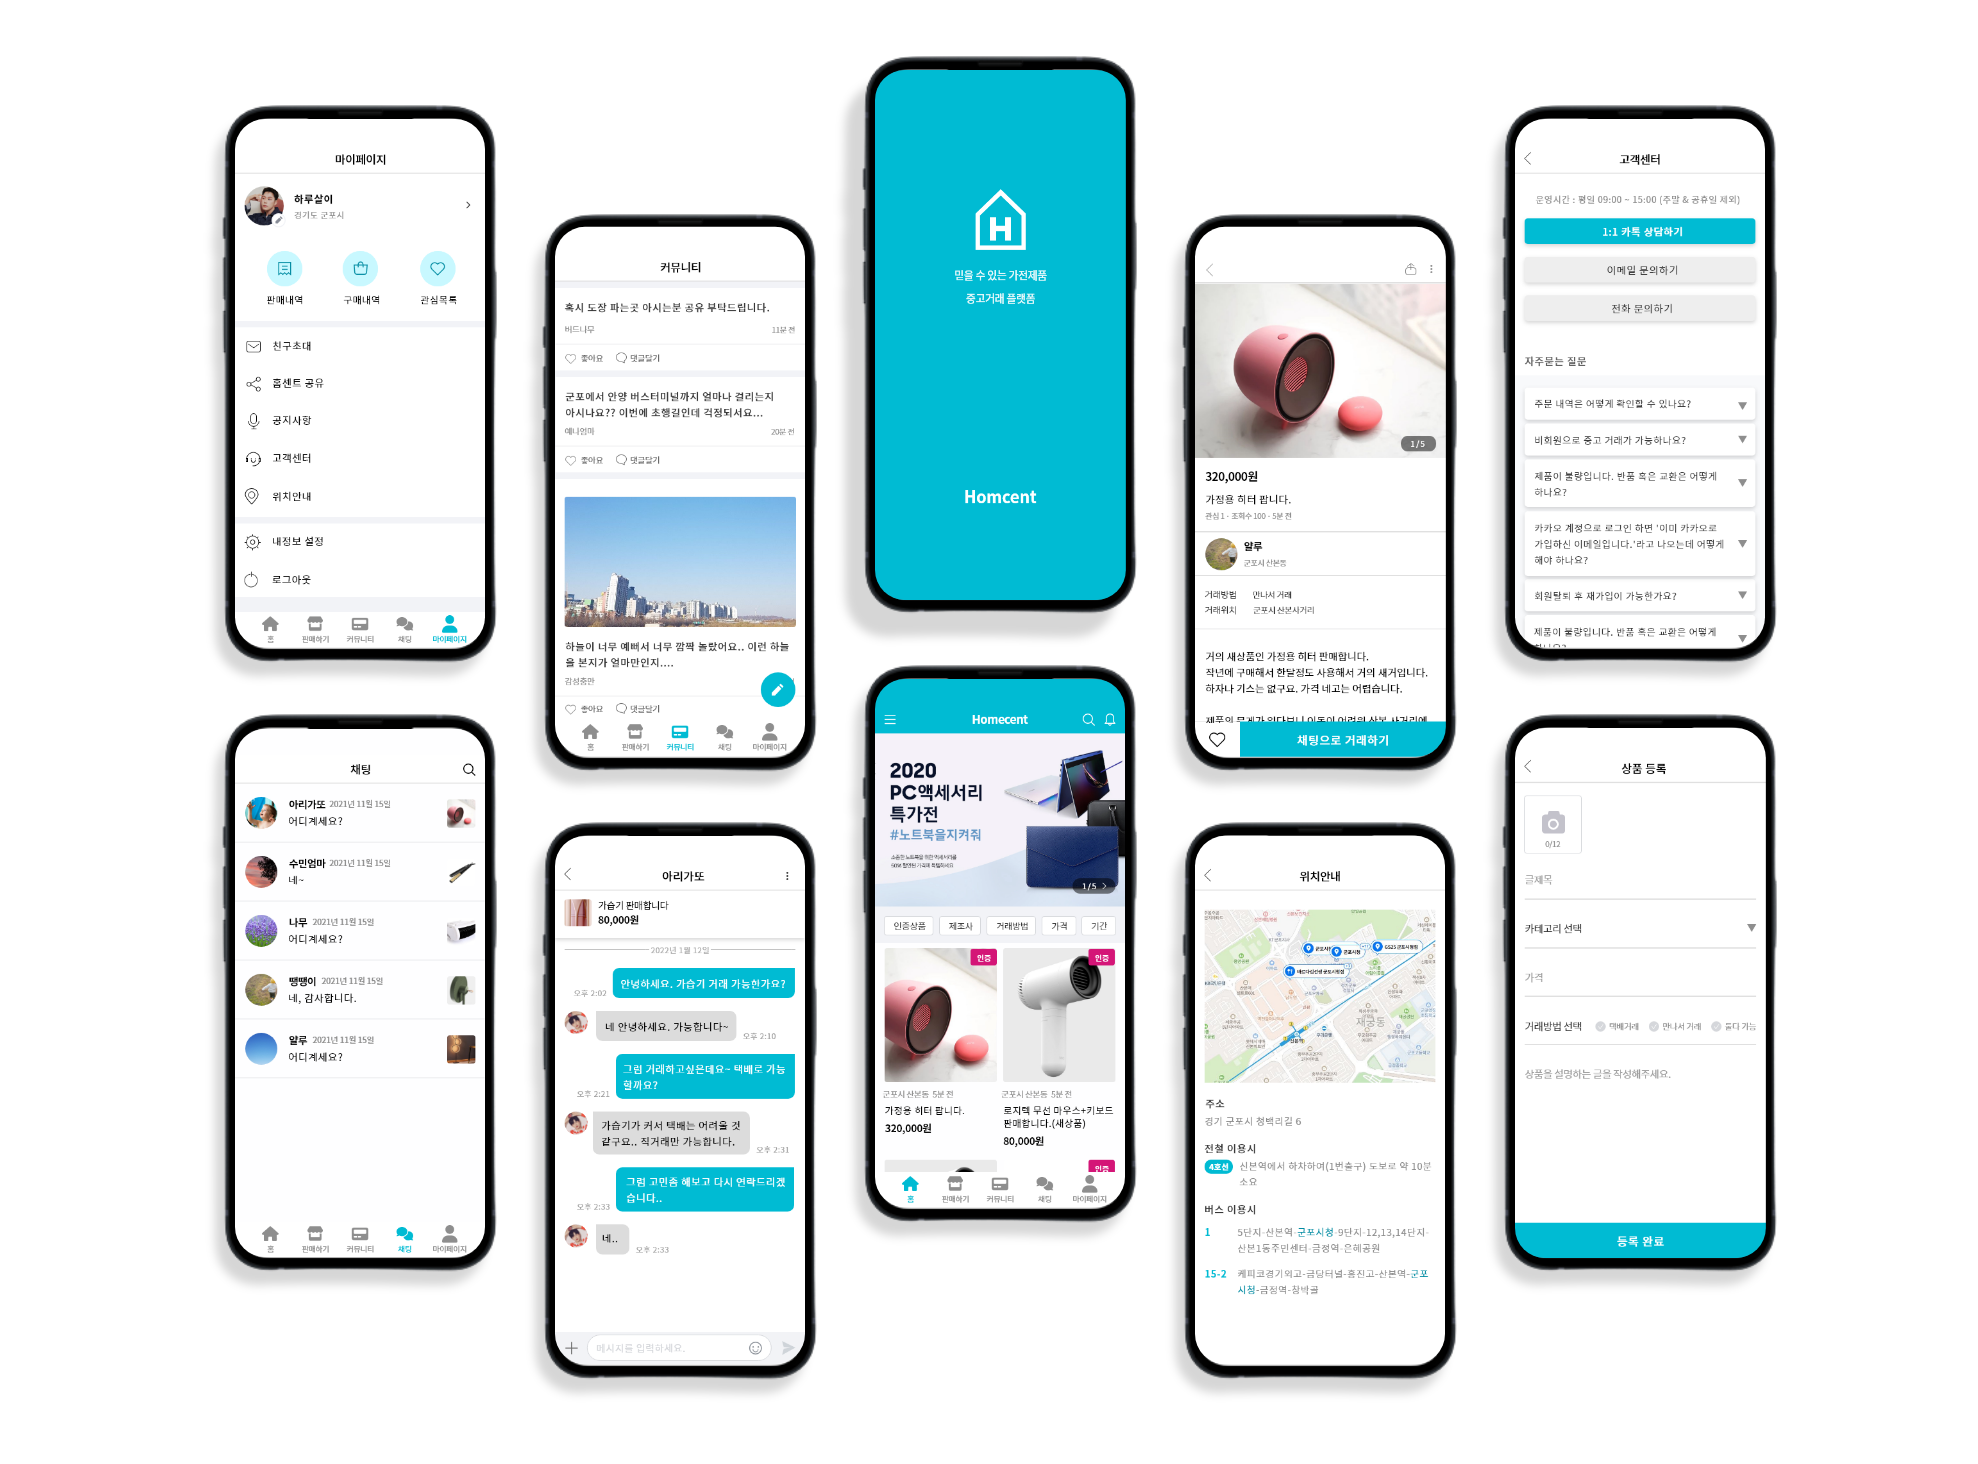 마이페이지
하루살이
경기도 군포시
판매내역
구매내역
관심목록
친구초대
홈센트 공유
공지사항
고객센터
위치안내
내정보 설정
로그아웃
홈
판매하기
커뮤니티
채팅
마이페이지
채팅
아리가또 2021년 11월 15일
어디계세요?
수민엄마 2021년 11월 15일
네~
나무 2021년 11월 15일
어디계세요?
땡땡이 2021년 11월 15일
네, 감사합니다.
얄루 2021년 11월 15일
어디계세요?
홈
판매하기
커뮤니티
채팅
마이페이지
커뮤니티
혹시 도장 파는곳 아시는분 공유 부탁드립니다.
버드나무
11분 전
좋아요
댓글달기
군포에서 안양 버스터미널까지 얼마나 걸리는지
아시나요?? 이번에 초행길인데 걱정되서요...
예나엄마
20분 전
좋아요
댓글달기
하늘이 너무 예뻐서 너무 깜짝 놀랐어요.. 이런 하늘
을 본지가 얼마만인지....
감성충만
좋아요
댓글달기
홈
판매하기
커뮤니티
채팅
마이페이지
아리가또
가습기 판매합니다
80,000원
2022년 1월 12일
안녕하세요. 가습기 거래 가능한가요?
오후 2:02
네 안녕하세요. 가능합니다~
오후 2:10
그럼 거래하고싶은데요~ 택배로 가능
할까요?
오후 2:21
가습기가 커서 택배는 어려울 것
같구요.. 직거래만 가능합니다.
오후 2:31
그럼 고민좀 해보고 다시 연락드리겠
습니다..
오후 2:33
네..
오후 2:33
메시지를 입력하세요.
H
믿을 수 있는 가전제품
중고거래 플랫폼
Homcent
Homecent
2020
PC액세서리
특가전
#노트북을지켜줘
1/5
인증상품
제조사
거래방법
가격
기간
인증
인증
군포시 산본동 5분 전
가정용 히터 팝니다.
320,000원
군포시 산본동 5분 전
로지텍 무선 마우스+키보드
판매합니다.(새상품)
80,000원
인증
홈
판매하기
커뮤니티
채팅
마이페이지
1/5
320,000원
가정용 히터 팝니다.
관심 1 - 조회수 100 - 5분 전
얄루
군포시 산본동
거래방법 만나서 거래
거래위치 군포시 산본사거리
거의 새상품인 가정용 히터 판매합니다.
작년에 구매해서 한달정도 사용해서 거의 새거입니다.
하자나 기스는 없구요. 가격 네고는 어렵습니다.
제품의 무게가 있다보니 이동이 어려워 산본 사거리에
채팅으로 거래하기
위치안내
재궁동
주소
경기 군포시 청백리길 6
전철 이용시
4호선 신본역에서 하차하여(1번출구) 도보로 약 10분
소요
버스 이용시
1 5단지-산본역-군포시청-9단지-12,13,14단지-
산본1동주민센터-금정역-은혜공원
15-2 케피코경기외고-금당터널-흥진고-산본역-군포
시청-금정역-창박골
고객센터
운영시간 : 평일 09:00 ~ 15:00 (주말 & 공휴일 제외)
1:1 카톡 상담하기
이메일 문의하기
전화 문의하기
자주묻는 질문
주문 내역은 어떻게 확인할 수 있나요?
비회원으로 중고 거래가 가능하나요?
제품이 불량입니다. 반품 혹은 교환은 어떻게
하나요?
카카오 계정으로 로그인 하면 '이미 카카오로
가입하신 이메일입니다.'라고 나오는데 어떻게
해야 하나요?
회원탈퇴 후 재가입이 가능한가요?
제품이 불량입니다. 반품 혹은 교환은 어떻게
하나요?
상품 등록
0/12
글제목
카테고리 선택
가격
거래방법 선택
택배거래
만나서 거래
둘다 가능
상품을 설명하는 글을 작성해주세요.
등록 완료